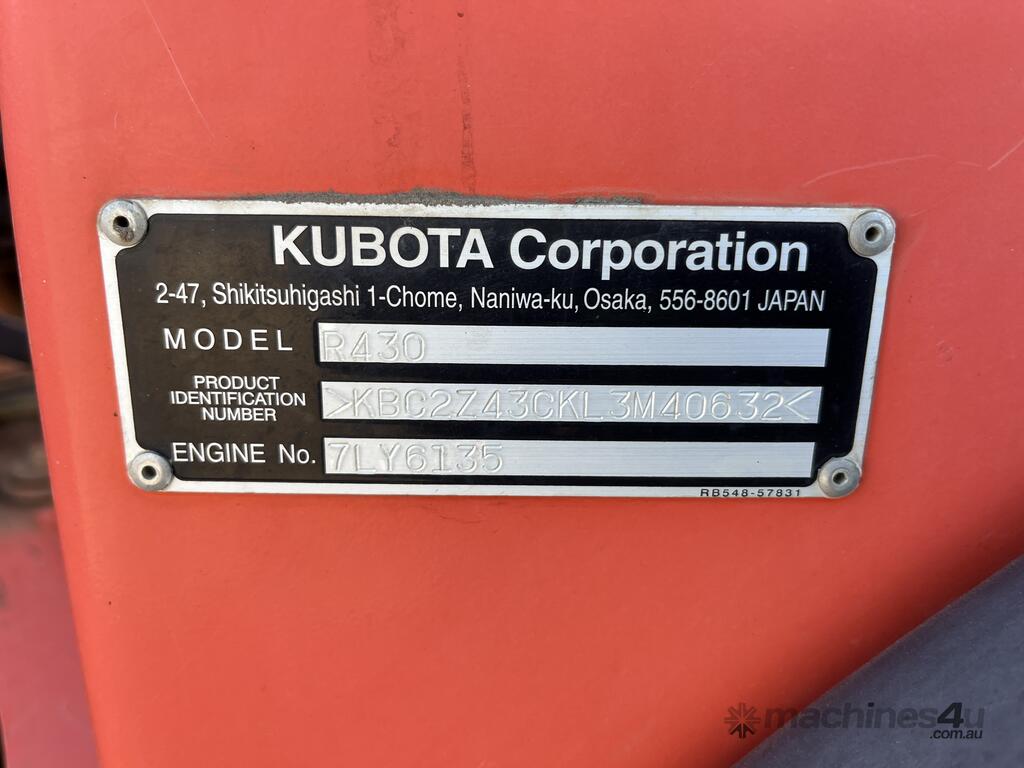 KUBOTA Corporation
2-47, Shikitsuhigashi 1-Chome, Naniwa-ku, Osaka, 556-8601 JAPAN
MODEL R430
PRODUCT
IDENTIFICATION
NUMBER >KBC2Z43CKL3M40632<
ENGINE No. 7LY6135
RB548-57831
machines4u
.com.au